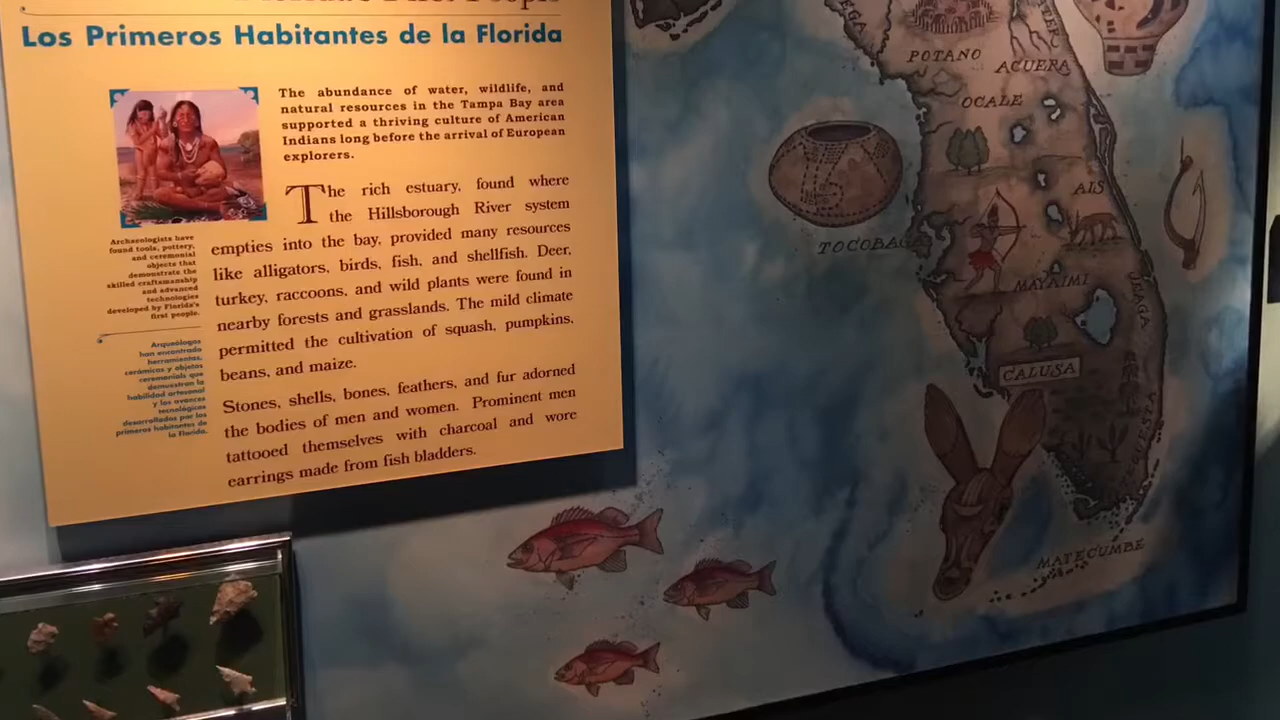 Los Primeros Habitantes de la Florida
The abundance of water, wildlife, and
natural resources in the Tampa Bay area
supported a thriving culture of American
Indians long before the arrival of European
explorers.
The rich estuary, found where
the Hillsborough River system
empties into the bay, provided many resources
like alligators, birds, fish, and shellfish. Deer,
turkey, raccoons, and wild plants were found in
nearby forests and grasslands. The mild climate
permitted the cultivation of squash, pumpkins,
beans, and maize.
Stones, shells, bones, feathers, and fur adorned
the bodies of men and women. Prominent men
tattooed themselves with charcoal and wore
earrings made from fish bladders.
Archaeologists have
found tools, pottery,
and ceremonial
objects that
demonstrate the
skilled craftsmanship
and advanced
technologies
developed by Florida's
first people.
Arqueólogos
han encontrado
herramientas,
cerámicas y objetos
ceremoniales que
demuestran la
habilidad artesanal
y los avances
tecnológicos
desarrollados por los
primeros habitantes de
la Florida.
POTANO
ACUERA
OCALE
AIS
TOCOBAGA
MAYAIMI
JEAGA
CALUSA
TEQUESTA
MATECUMBE